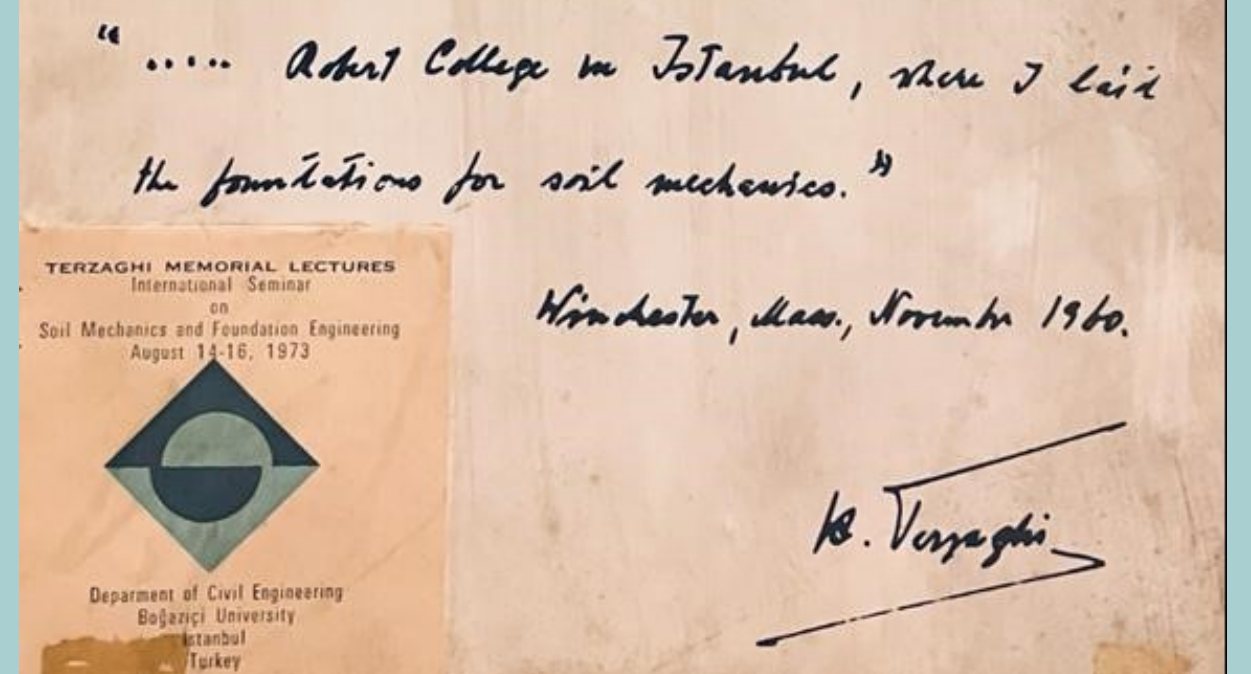 “ ..... Robert College in Istanbul, where I laid
the foundations for soil mechanics.”
Winchester, Mass., November 1960.
K. Terzaghi
TERZAGHI MEMORIAL LECTURES
International Seminar
on
Soil Mechanics and Foundation Engineering
August 14-16, 1973
Deparment of Civil Engineering
Boğaziçi University
İstanbul
Turkey